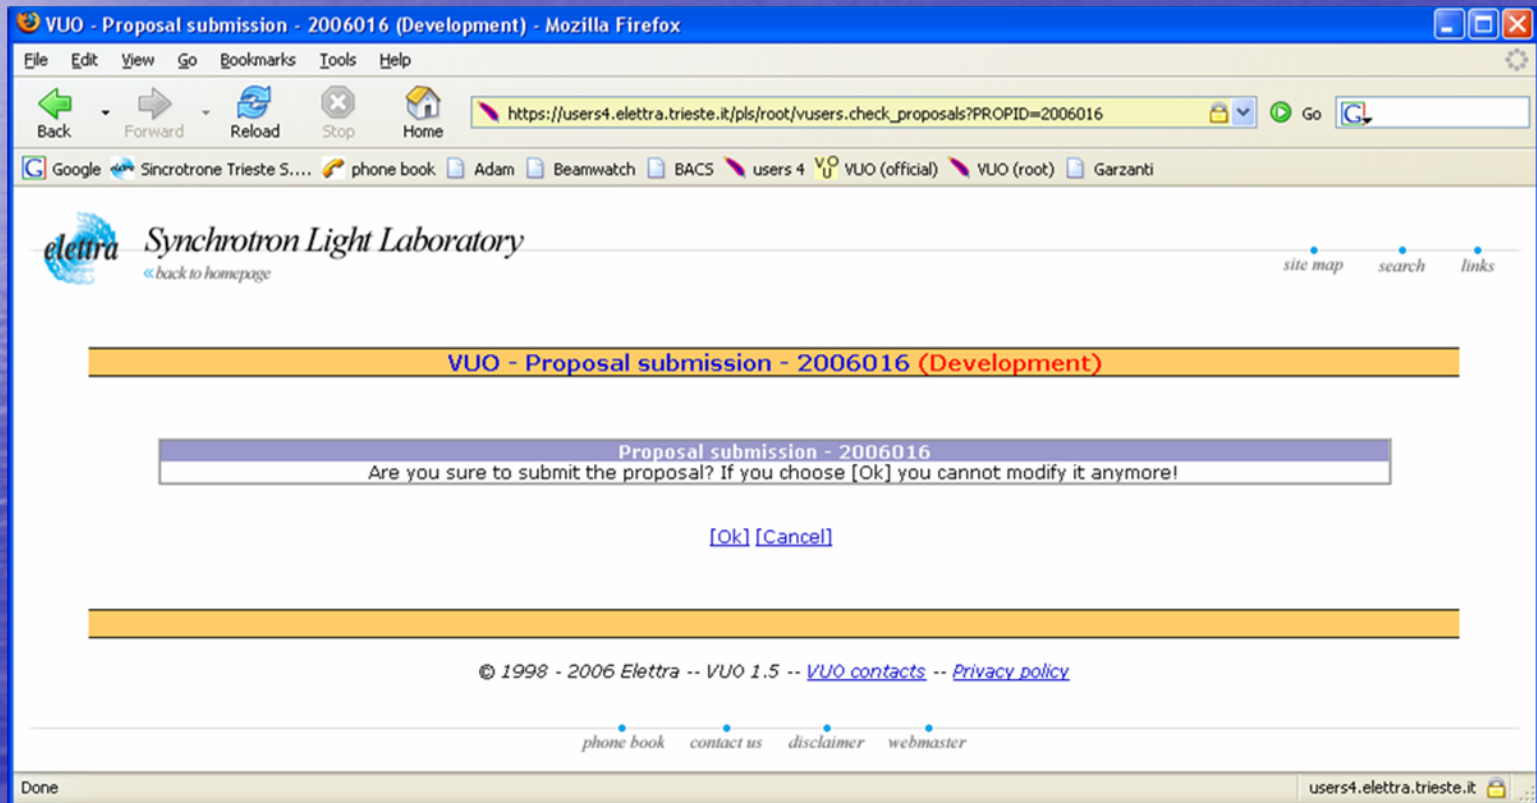 VUO - Proposal submission - 2006016 (Development) - Mozilla Firefox
File Edit View Go Bookmarks Tools Help
Back Forward Reload Stop Home https://users4.elettra.trieste.it/pls/root/vusers.check_proposals?PROPID=2006016 Go G
G Google Sincrotrone Trieste S.... phone book Adam Beamwatch BACS users 4 VUO VUO (official) VUO (root) Garzanti
elettra Synchrotron Light Laboratory
«back to homepage
site map search links
VUO - Proposal submission - 2006016 (Development)
Proposal submission - 2006016
Are you sure to submit the proposal? If you choose [Ok] you cannot modify it anymore!
[Ok] [Cancel]
© 1998 - 2006 Elettra -- VUO 1.5 -- VUO contacts -- Privacy policy
phone book contact us disclaimer webmaster
Done users4.elettra.trieste.it